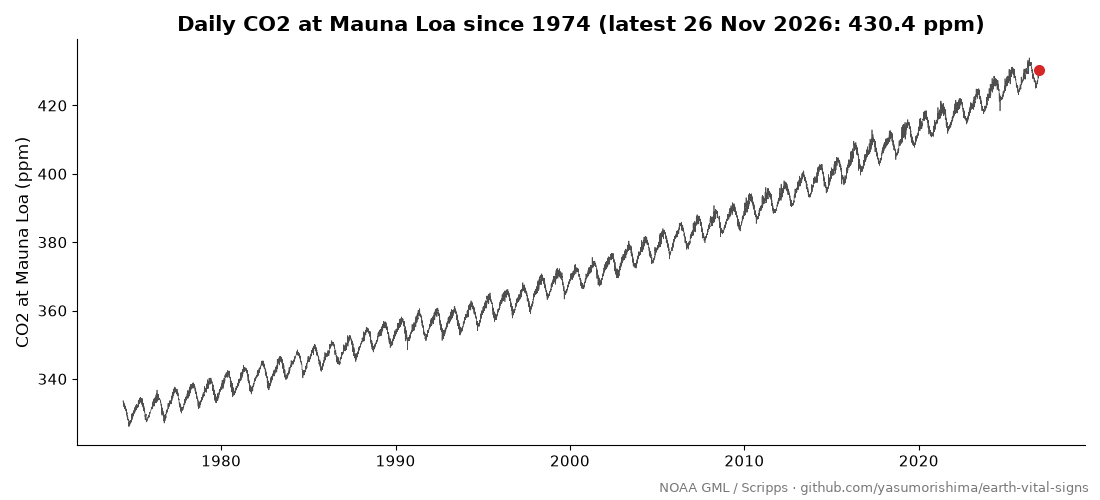 Daily CO2 at Mauna Loa since 1974 (latest 26 Nov 2026: 430.4 ppm)
CO2 at Mauna Loa (ppm)
420
400
380
360
340
1980 1990 2000 2010 2020
NOAA GML / Scripps · github.com/yasumorishima/earth-vital-signs